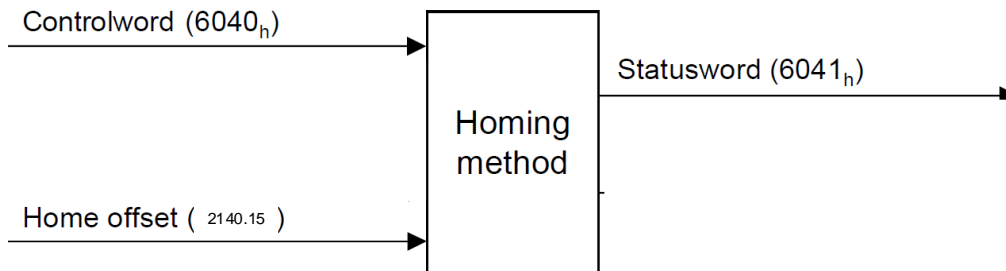 Controlword (6040h)
Statusword (6041h)
Homing
method
Home offset ( 2140.15 )